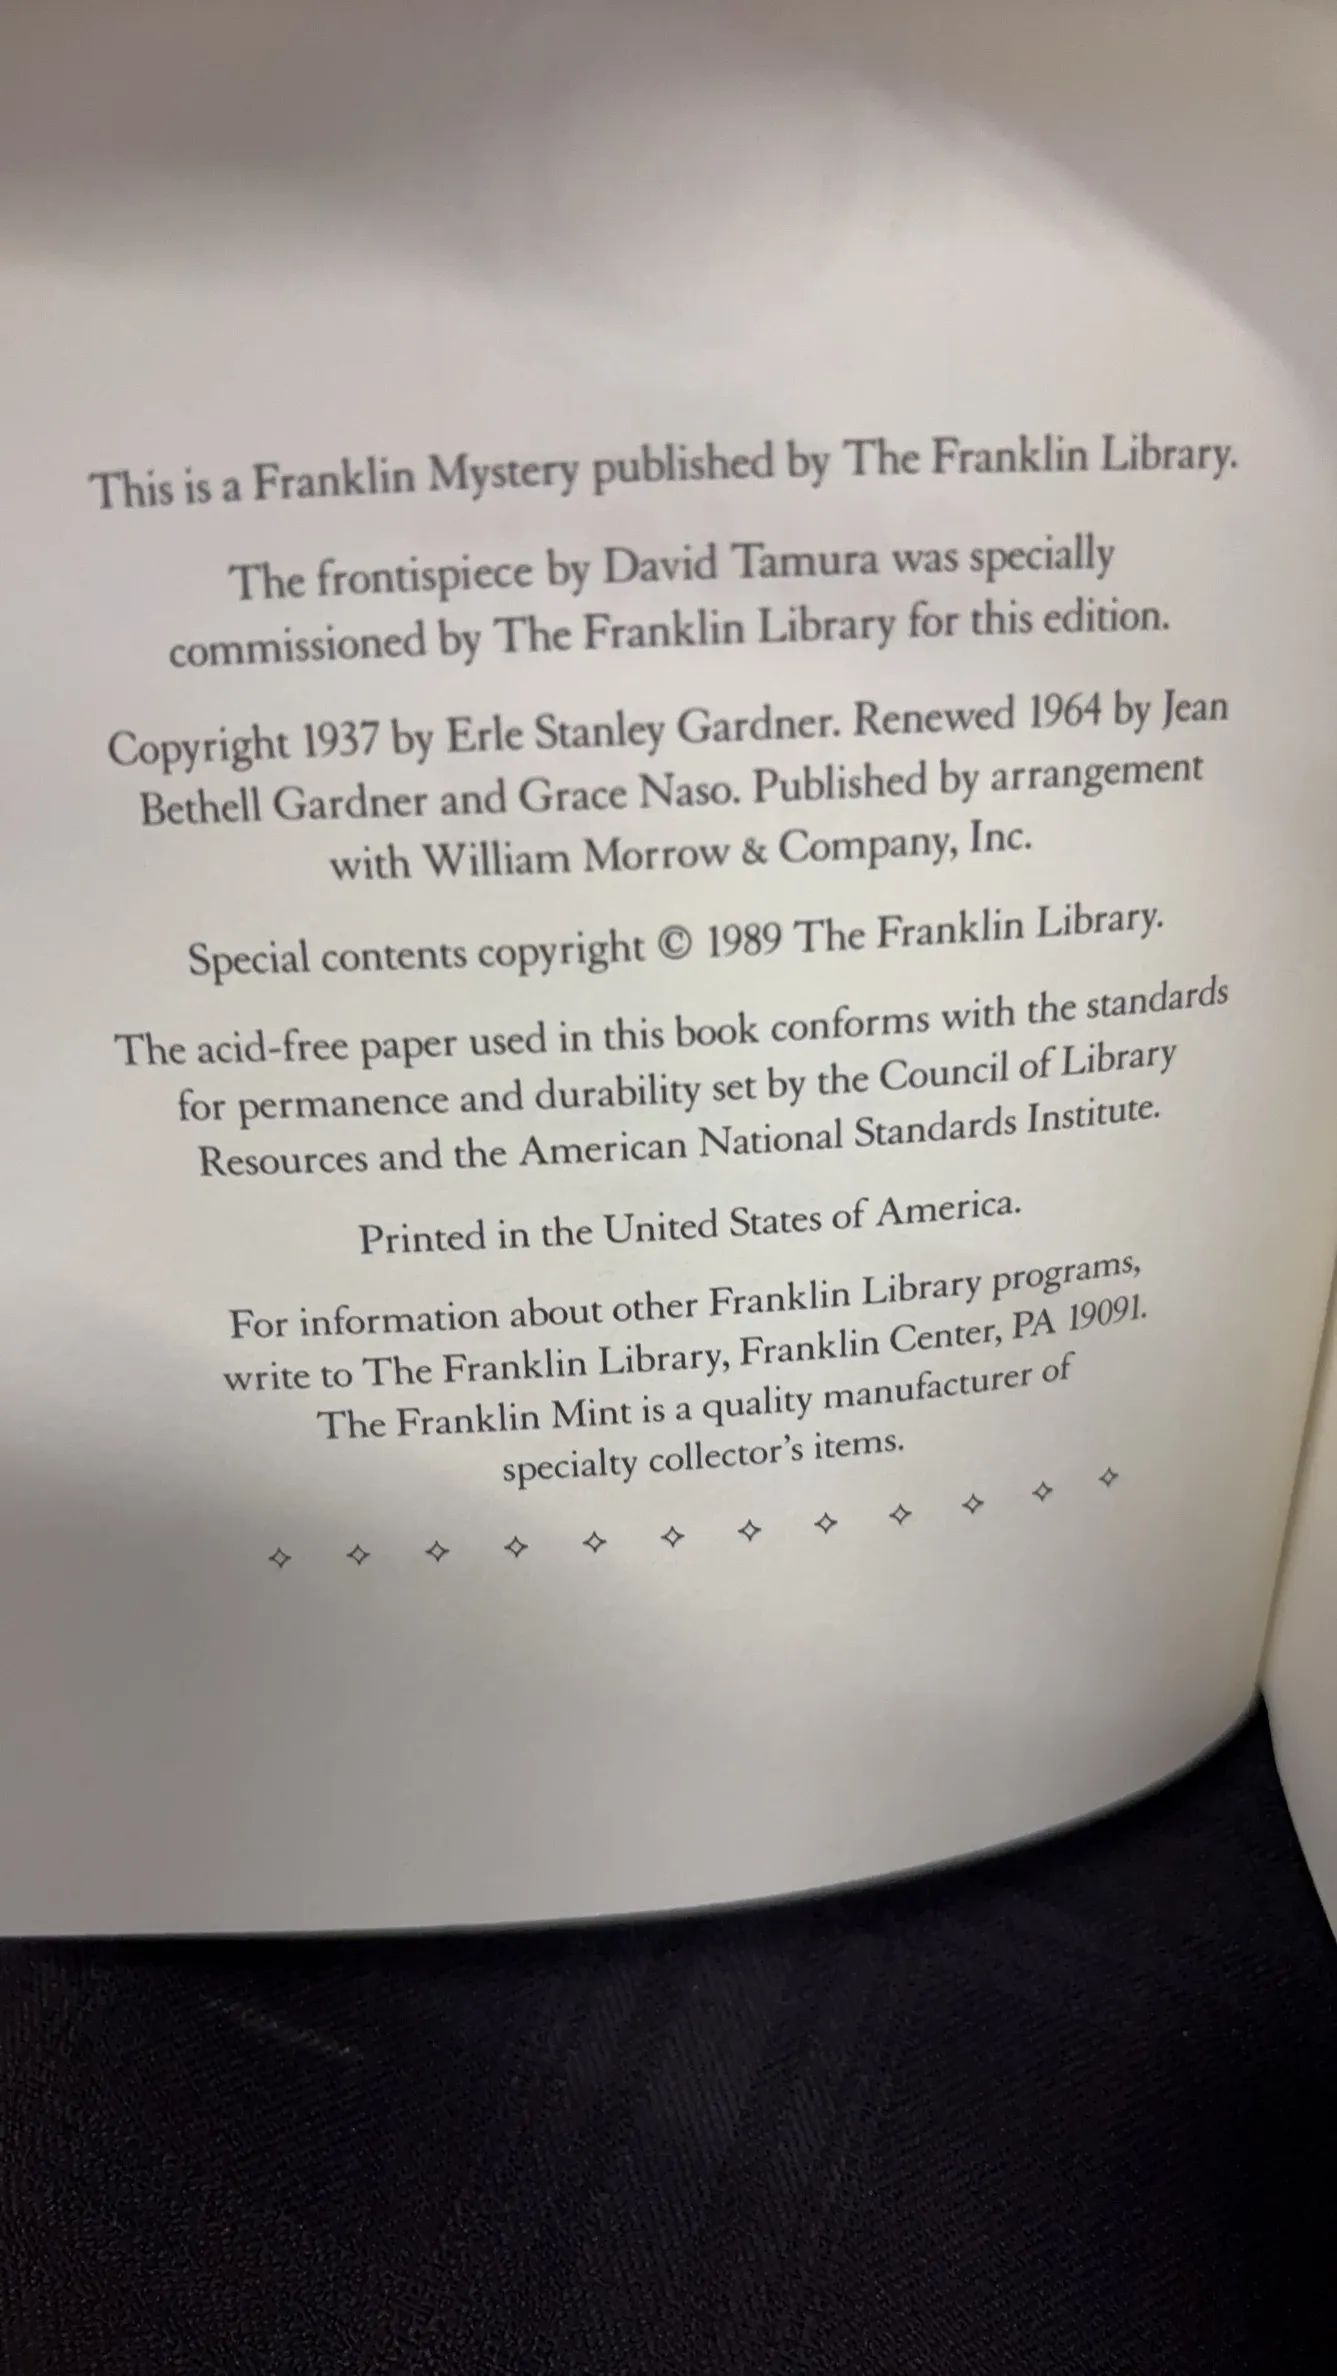 This is a Franklin Mystery published by The Franklin Library.
The frontispiece by David Tamura was specially
commissioned by The Franklin Library for this edition.
Copyright 1937 by Erle Stanley Gardner. Renewed 1964 by Jean
Bethell Gardner and Grace Naso. Published by arrangement
with William Morrow & Company, Inc.
Special contents copyright © 1989 The Franklin Library.
The acid-free paper used in this book conforms with the standards
for permanence and durability set by the Council of Library
Resources and the American National Standards Institute.
Printed in the United States of America.
For information about other Franklin Library programs,
write to The Franklin Library, Franklin Center, PA 19091.
The Franklin Mint is a quality manufacturer of
specialty collector's items.